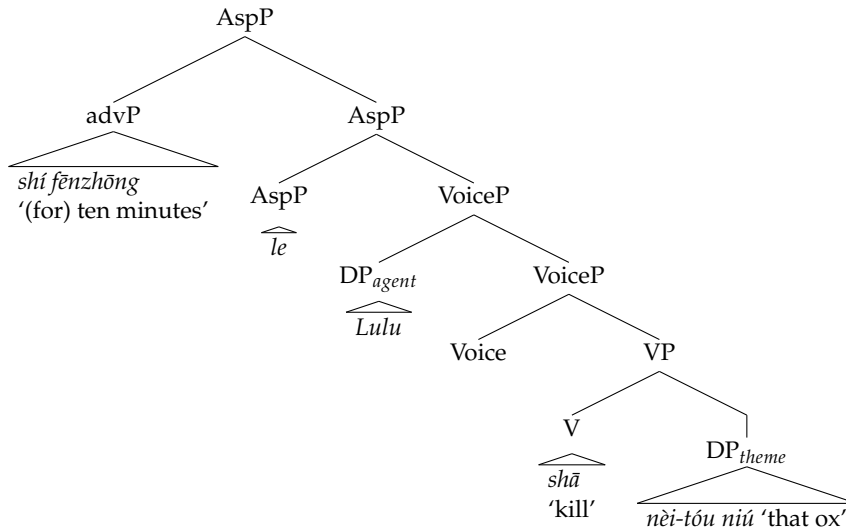 AspP
advP AspP
shí fēnzhōng
‘(for) ten minutes’
AspP VoiceP
le
DPagent VoiceP
Lulu
Voice VP
V
DPtheme
shā
‘kill’
nèi-tóu niú ‘that ox’